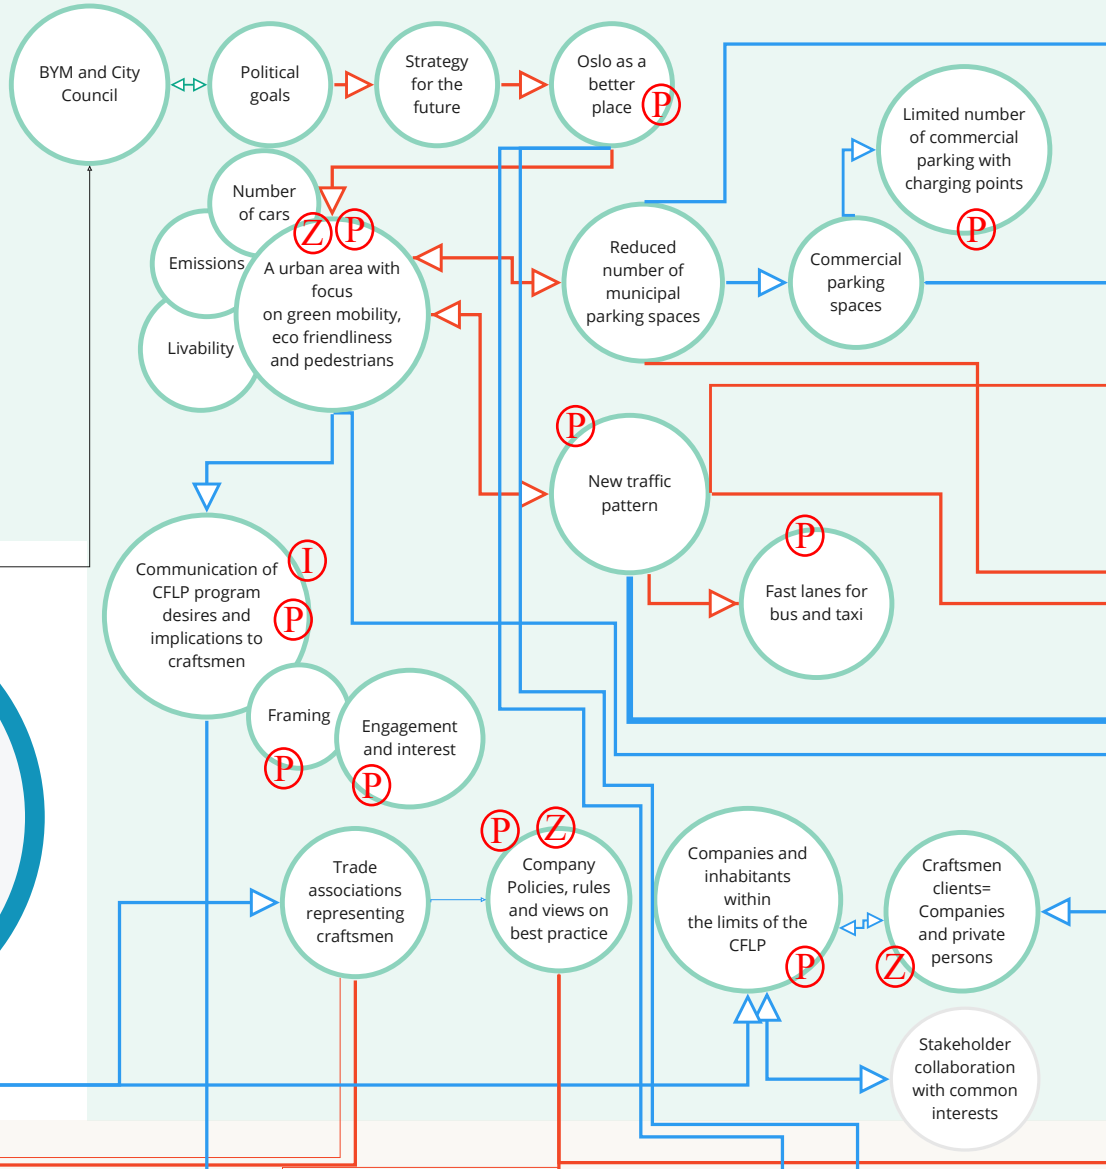 BYM and City
Council
Political
goals
Strategy
for the
future
Oslo as a
better
place
P
Limited number
of commercial
parking with
charging points
P
Number
of cars
Z
P
Emissions
Livability
A urban area with
focus
on green mobility,
eco friendliness
and pedestrians
Reduced
number of
municipal
parking spaces
Commercial
parking
spaces
P
New traffic
pattern
P
Fast lanes for
bus and taxi
Communication of
CFLP program
desires and
implications to
craftsmen
I
P
Framing
P
Engagement
and interest
P
Trade
associations
representing
craftsmen
P
Z
Company
Policies, rules
and views on
best practice
Companies and
inhabitants
within
the limits of the
CFLP
P
Craftsmen
clients=
Companies
and private
persons
Z
Stakeholder
collaboration
with common
interests